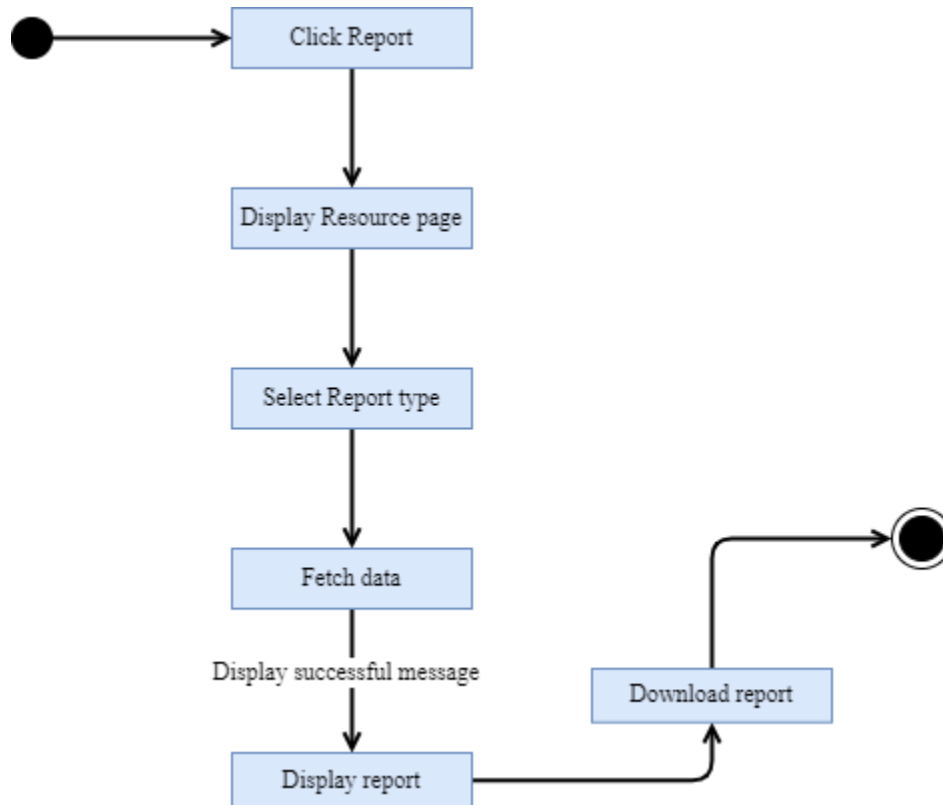 Click Report
Display Resource page
Select Report type
Fetch data
Display successful message
Download report
Display report